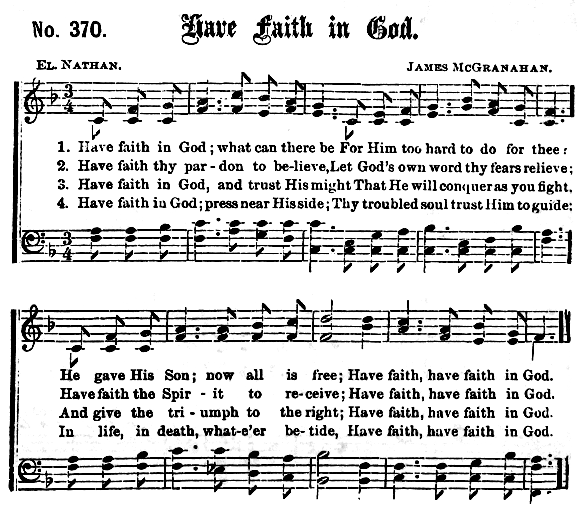 No. 370. Have Faith in God.
EL. NATHAN. JAMES MCGRANAHAN.
1. Have faith in God; what can there be For Him too hard to do for thee?
2. Have faith thy par-don to be-lieve, Let God's own word thy fears relieve;
3. Have faith in God, and trust His might That He will conquer as you fight,
4. Have faith in God; press near His side; Thy troubled soul trust Him to guide;
He gave His Son; now all is free; Have faith, have faith in God.
Have faith the Spir-it to re-ceive; Have faith, have faith in God.
And give the tri-umph to the right; Have faith, have faith in God.
In life, in death, what-e'er be-tide, Have faith, have faith in God.